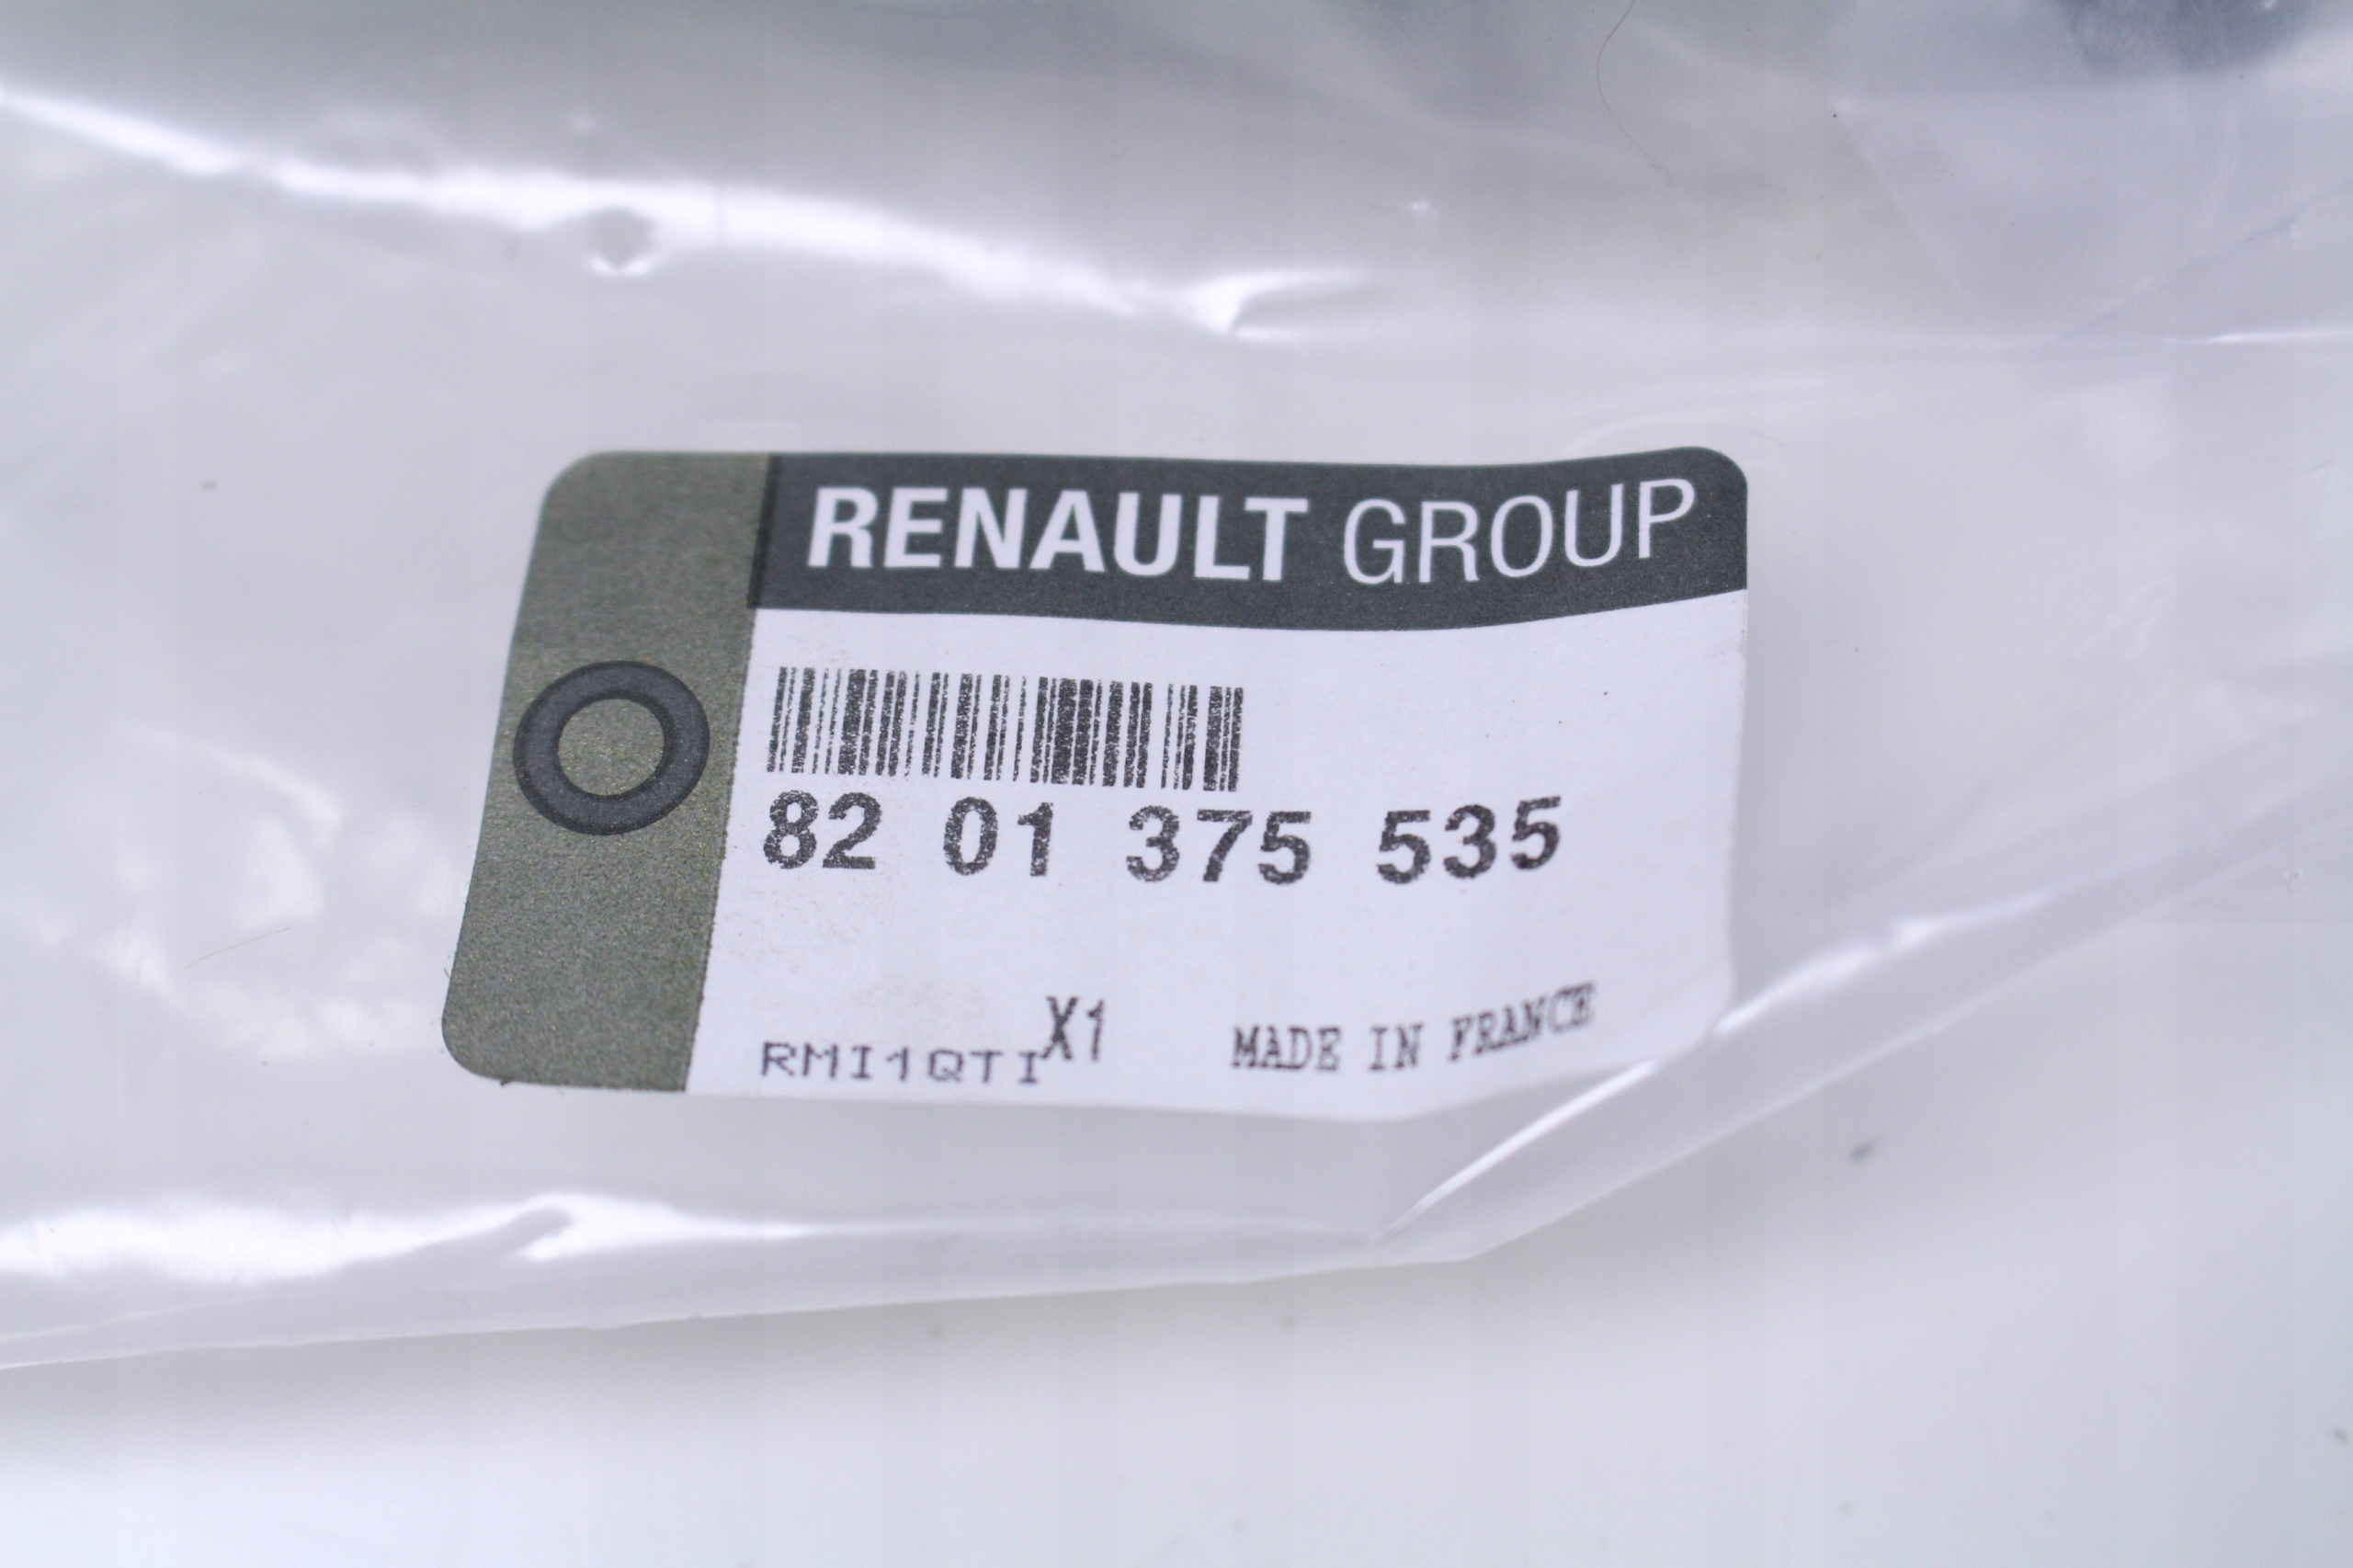 RENAULT GROUP
82 01 375 535
RMI1QTI X1 MADE IN FRANCE